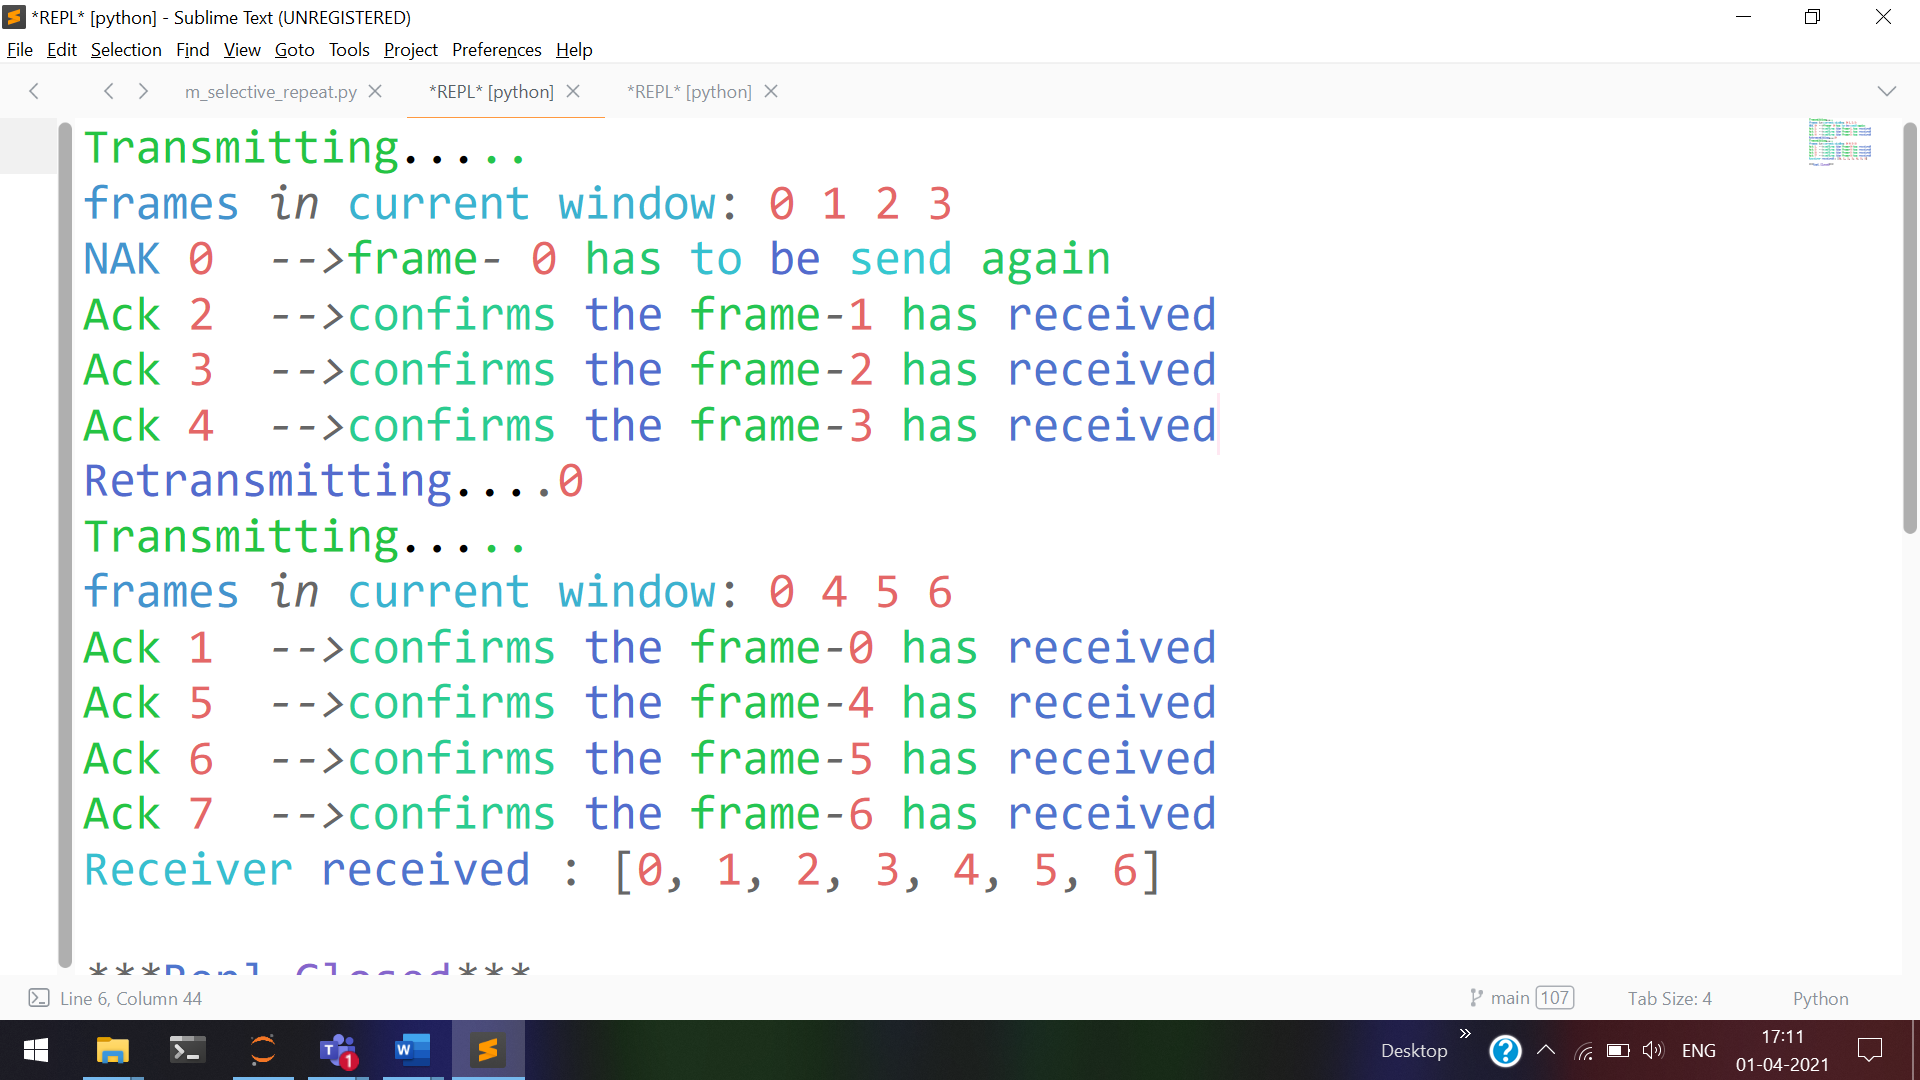 *REPL* [python] - Sublime Text (UNREGISTERED)
File Edit Selection Find View Goto Tools Project Preferences Help
m_selective_repeat.py *REPL* [python] *REPL* [python]
Transmitting.....
frames in current window: 0 1 2 3
NAK 0  -->frame- 0 has to be send again
Ack 2  -->confirms the frame-1 has received
Ack 3  -->confirms the frame-2 has received
Ack 4  -->confirms the frame-3 has received
Retransmitting....0
Transmitting.....
frames in current window: 0 4 5 6
Ack 1  -->confirms the frame-0 has received
Ack 5  -->confirms the frame-4 has received
Ack 6  -->confirms the frame-5 has received
Ack 7  -->confirms the frame-6 has received
Receiver received : [0, 1, 2, 3, 4, 5, 6]
***Repl Closed***
Line 6, Column 44 main 107 Tab Size: 4 Python
Desktop ENG 17:11
01-04-2021